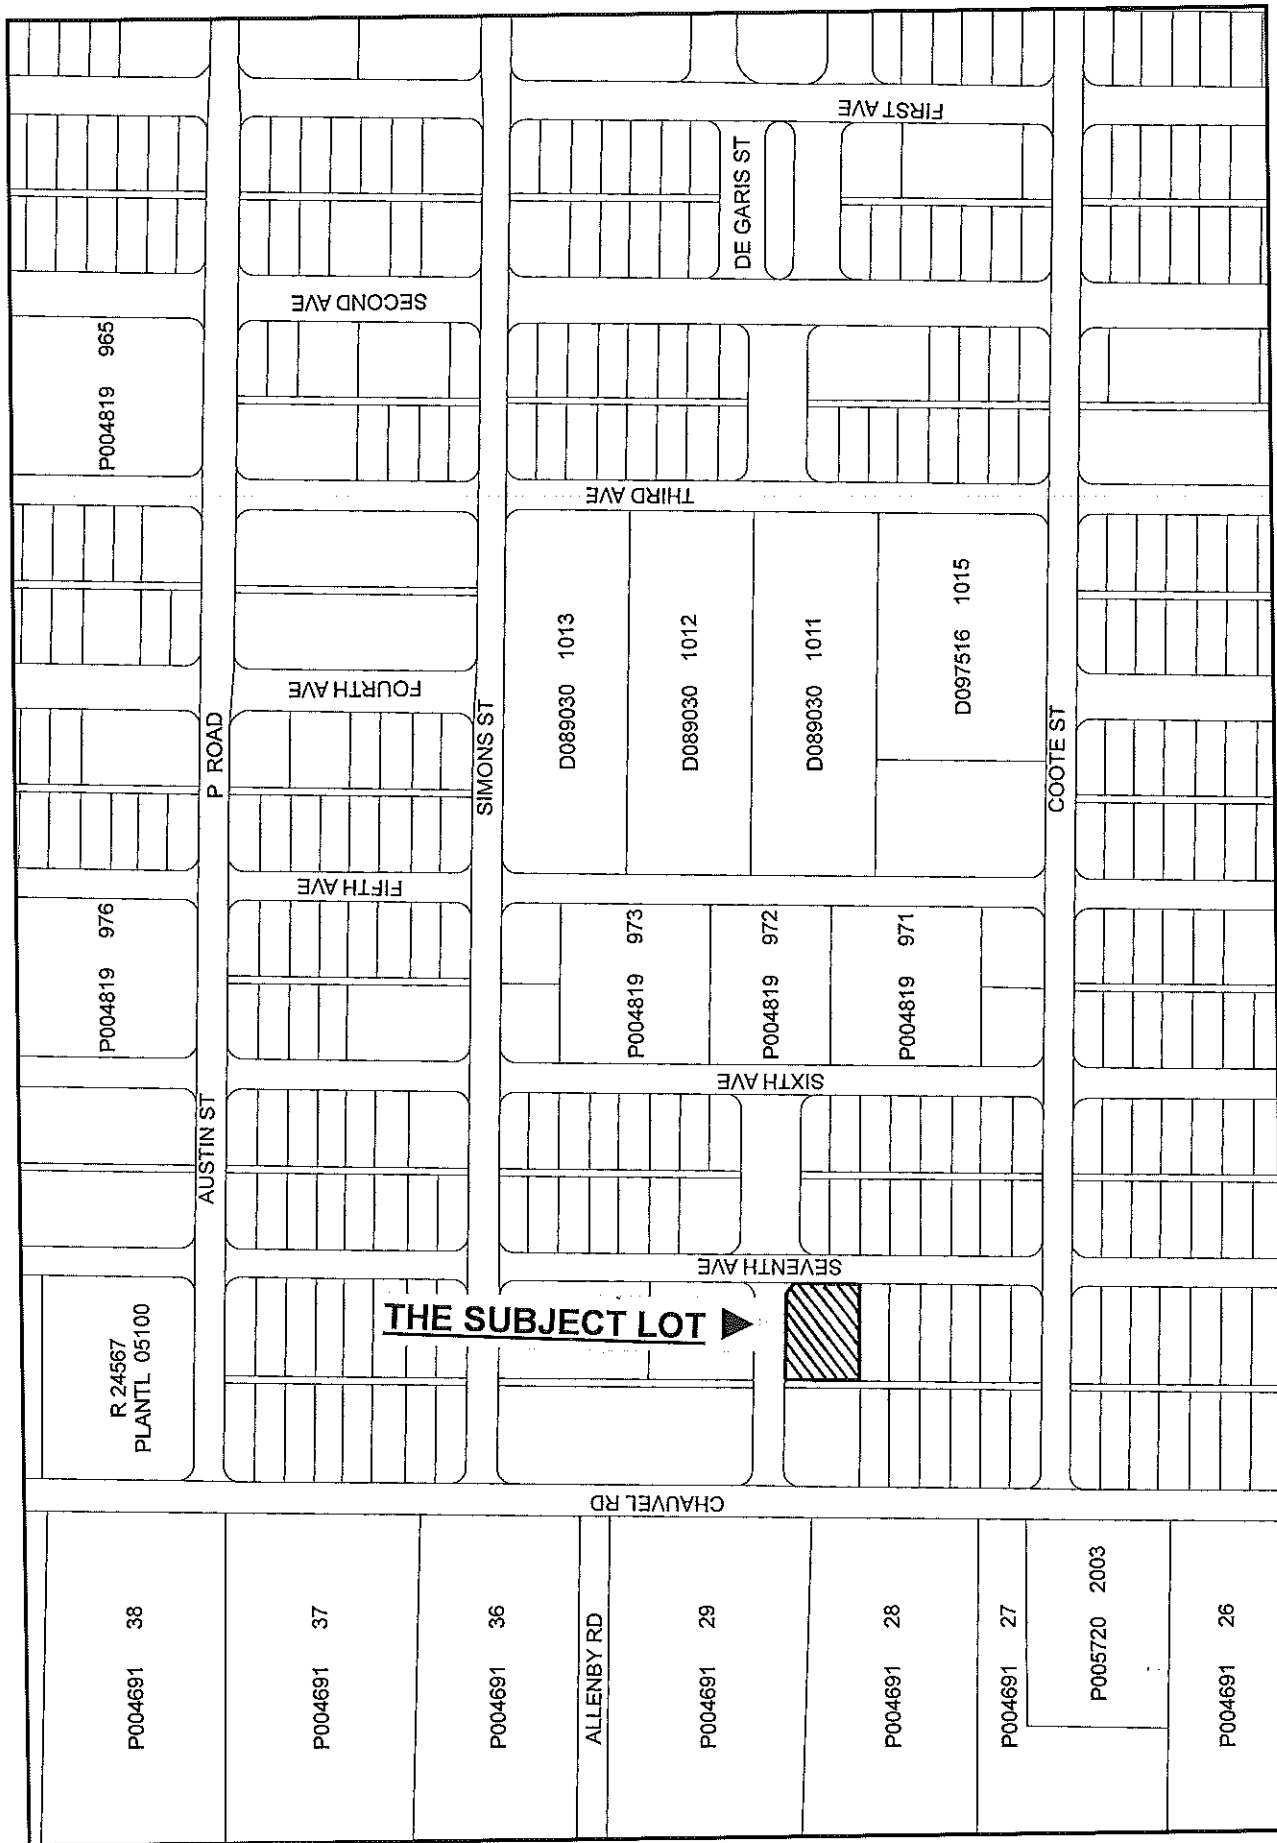 FIRST AVE
DE GARIS ST
SECOND AVE
P004819 965
THIRD AVE
D089030 1013
D089030 1012
D089030 1011
D097516 1015
FOURTH AVE
P ROAD
SIMONS ST
COOTE ST
FIFTH AVE
P004819 976
P004819 973
P004819 972
P004819 971
SIXTH AVE
AUSTIN ST
SEVENTH AVE
THE SUBJECT LOT
R 24567
PLANTL 05100
CHAUVEL RD
P004691 38
P004691 37
P004691 36
ALLENBY RD
P004691 29
P004691 28
P004691 27
P005720 2003
P004691 26